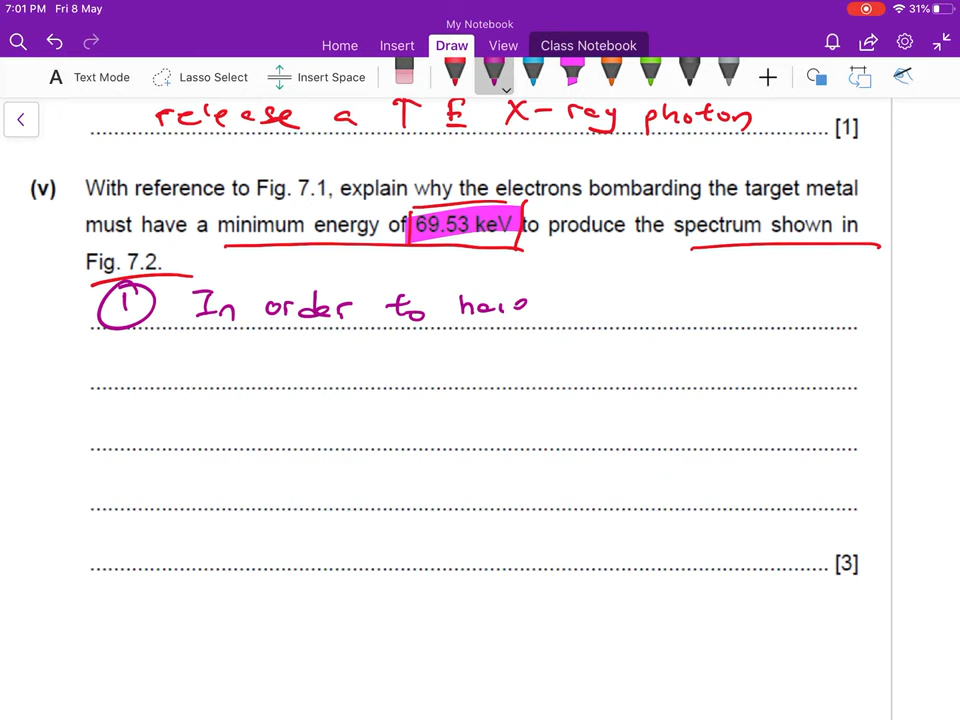 7:01 PM Fri 8 May
31%
My Notebook
Home Insert Draw View Class Notebook
A Text Mode Lasso Select Insert Space
release a ↑ E X-ray photon
[1]
(v) With reference to Fig. 7.1, explain why the electrons bombarding the target metal
must have a minimum energy of 69.53 keV to produce the spectrum shown in
Fig. 7.2.
① In order to have
[3]